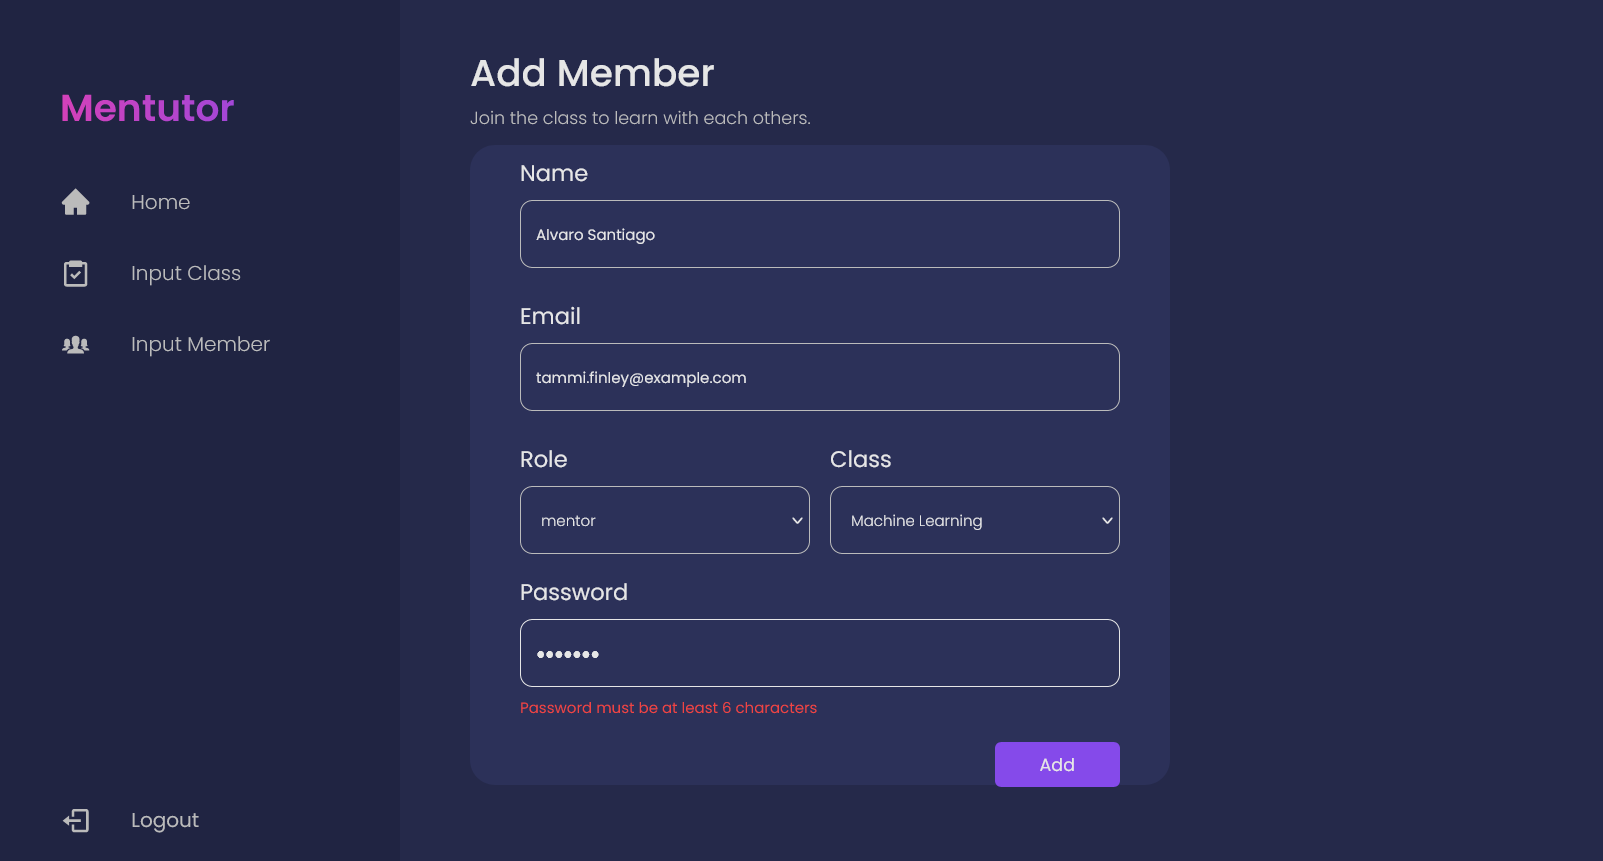 Mentutor
Home
Input Class
Input Member
Logout
Add Member
Join the class to learn with each others.
Name
Alvaro Santiago
Email
tammi.finley@example.com
Role
Class
mentor
Machine Learning
Password
•••••••
Password must be at least 6 characters
Add